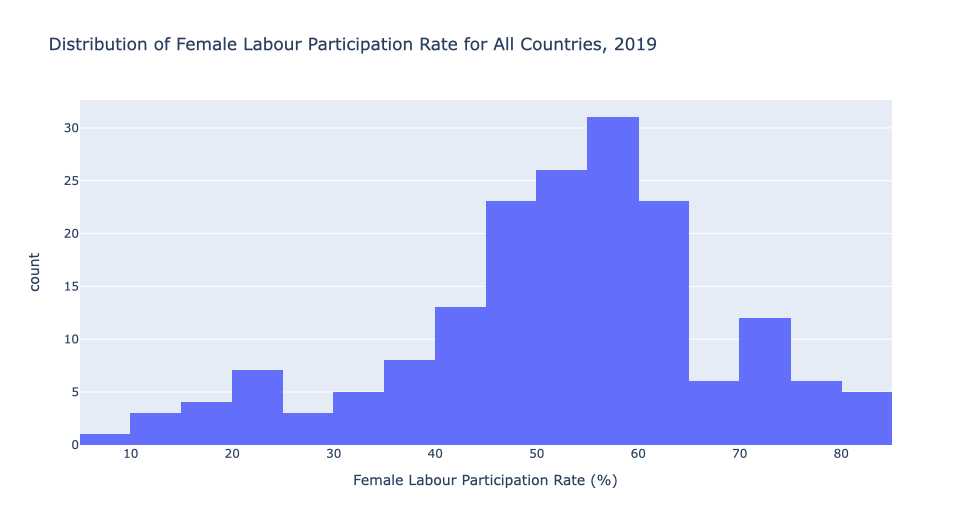 Distribution of Female Labour Participation Rate for All Countries, 2019
count
30
25
20
15
10
5
0
10 20 30 40 50 60 70 80
Female Labour Participation Rate (%)